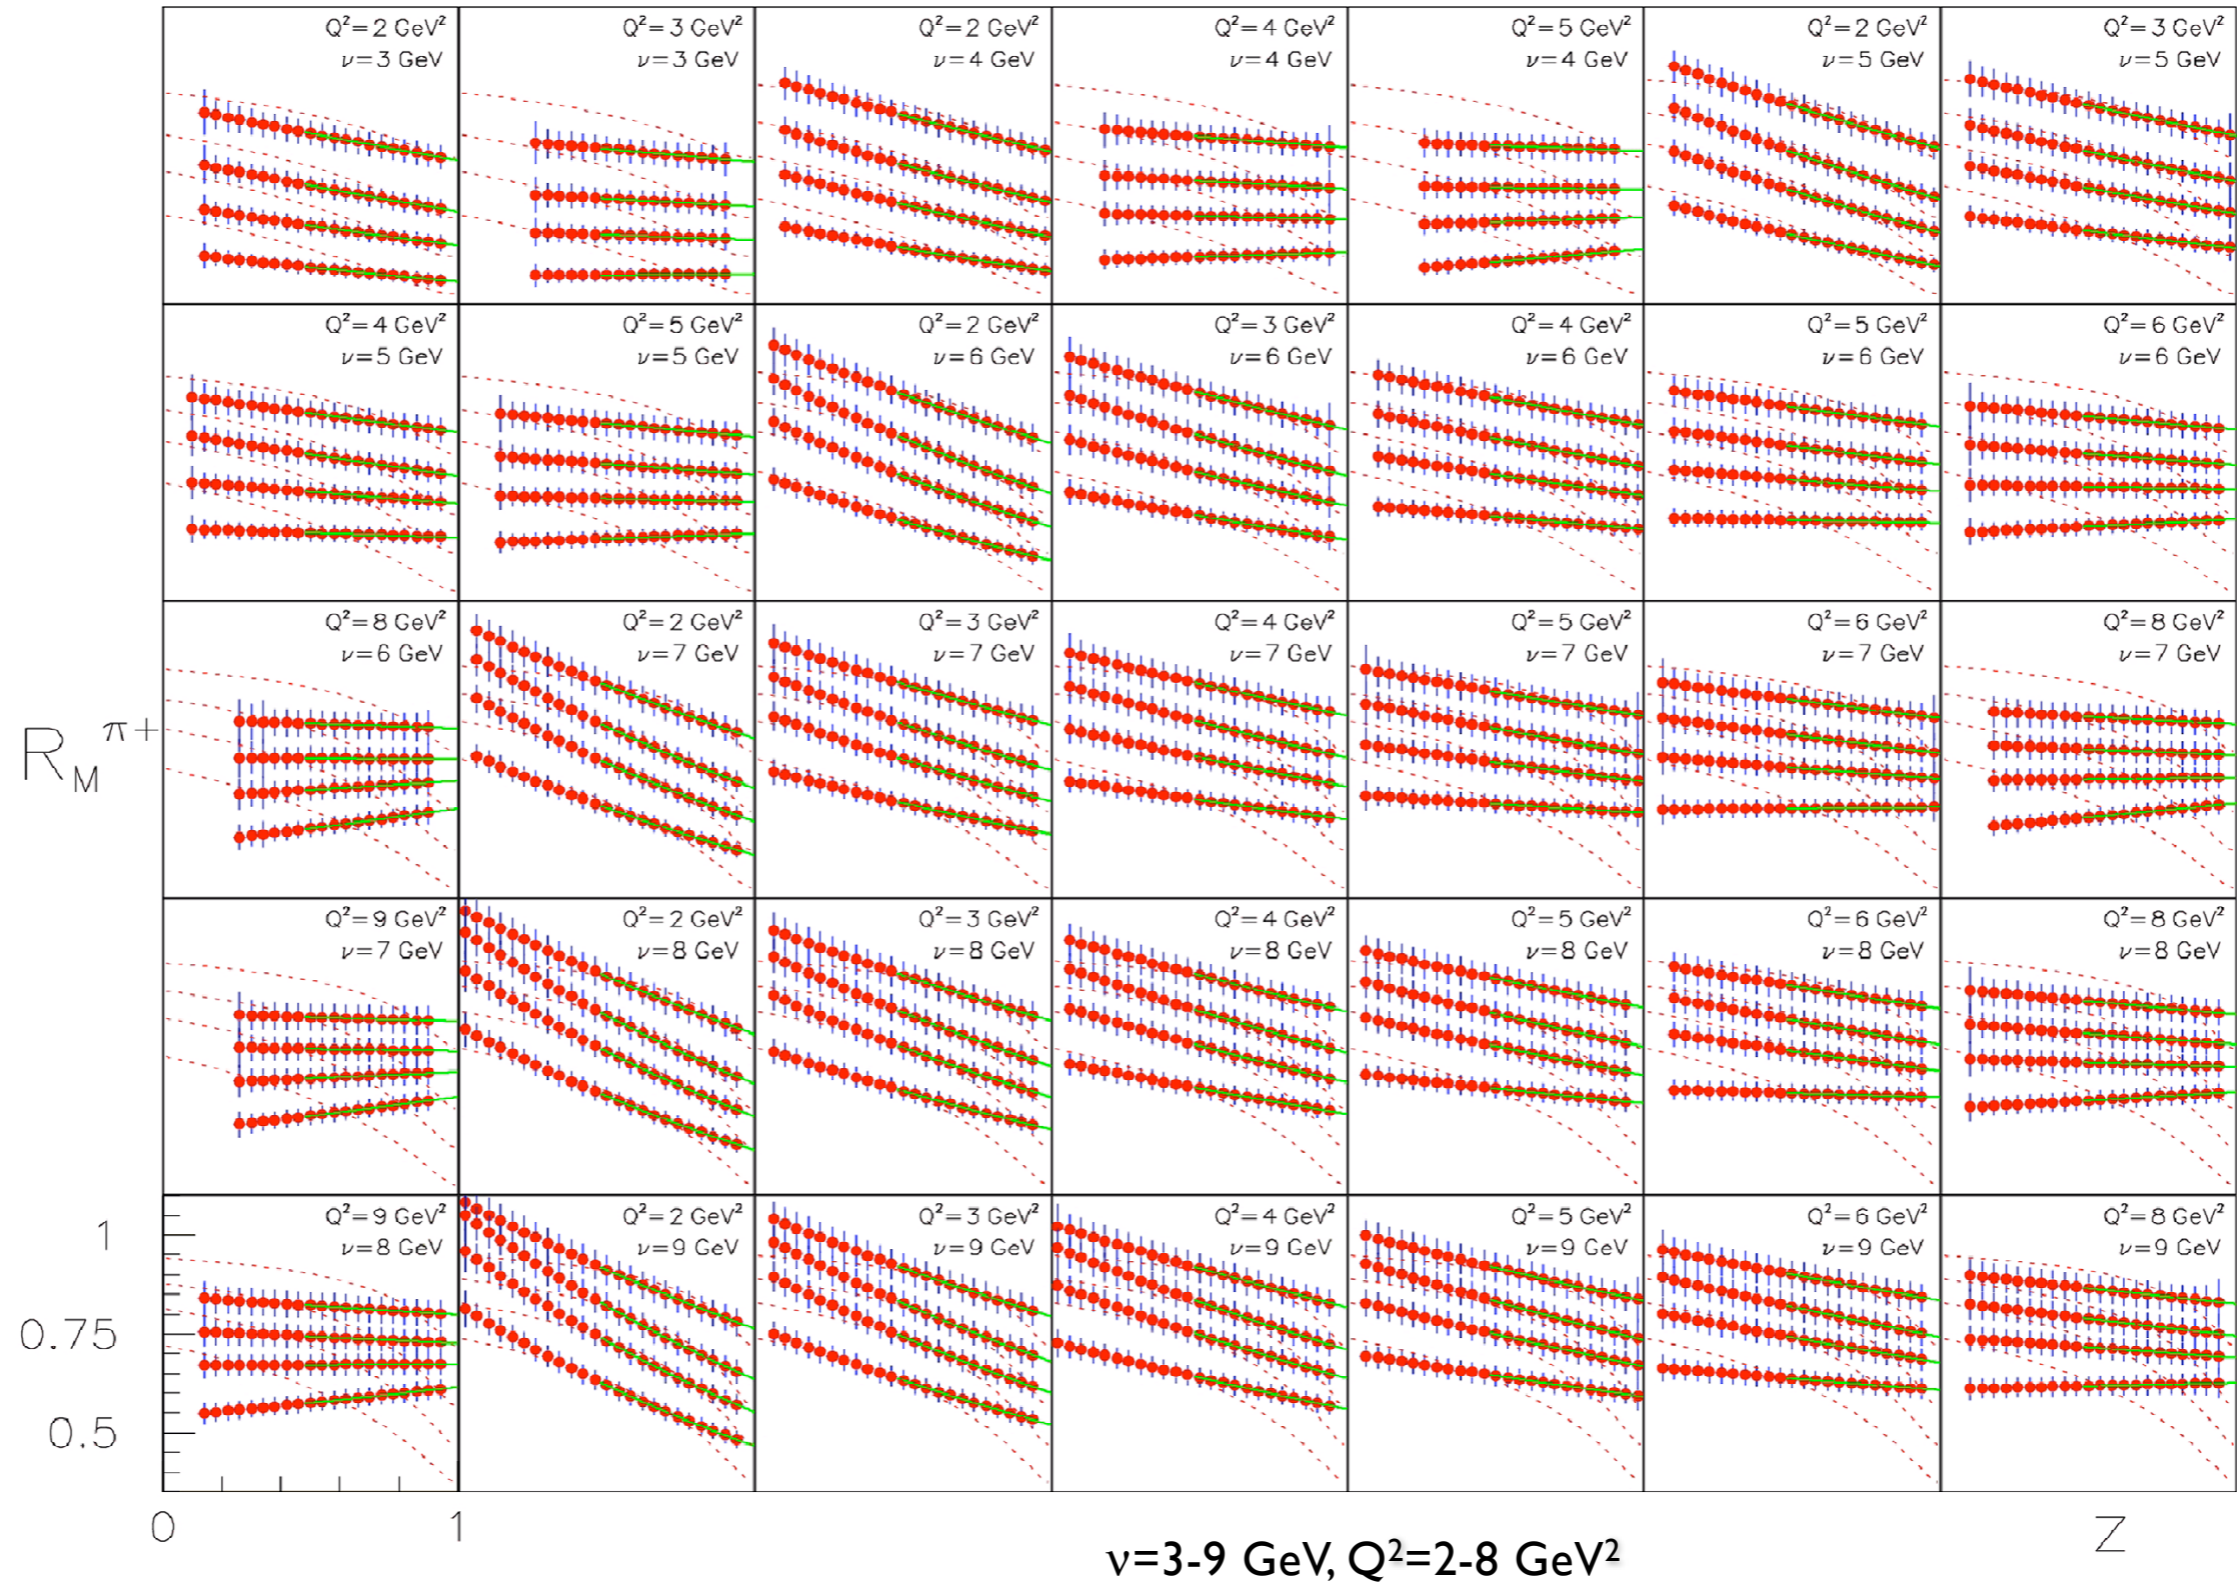 Q²=2 GeV² Q²=3 GeV² Q²=2 GeV² Q²=4 GeV² Q²=5 GeV² Q²=2 GeV² Q²=3 GeV²
ν=3 GeV ν=3 GeV ν=4 GeV ν=4 GeV ν=4 GeV ν=5 GeV ν=5 GeV
Q²=4 GeV² Q²=5 GeV² Q²=2 GeV² Q²=3 GeV² Q²=4 GeV² Q²=5 GeV² Q²=6 GeV²
ν=5 GeV ν=5 GeV ν=6 GeV ν=6 GeV ν=6 GeV ν=6 GeV ν=6 GeV
Q²=8 GeV² Q²=2 GeV² Q²=3 GeV² Q²=4 GeV² Q²=5 GeV² Q²=6 GeV² Q²=8 GeV²
ν=6 GeV ν=7 GeV ν=7 GeV ν=7 GeV ν=7 GeV ν=7 GeV ν=7 GeV
R_M π+
Q²=9 GeV² Q²=2 GeV² Q²=3 GeV² Q²=4 GeV² Q²=5 GeV² Q²=6 GeV² Q²=8 GeV²
ν=7 GeV ν=8 GeV ν=8 GeV ν=8 GeV ν=8 GeV ν=8 GeV ν=8 GeV
Q²=9 GeV² Q²=2 GeV² Q²=3 GeV² Q²=4 GeV² Q²=5 GeV² Q²=6 GeV² Q²=8 GeV²
ν=8 GeV ν=9 GeV ν=9 GeV ν=9 GeV ν=9 GeV ν=9 GeV ν=9 GeV
1
0.75
0.5
0 1 Z
ν=3-9 GeV, Q²=2-8 GeV²